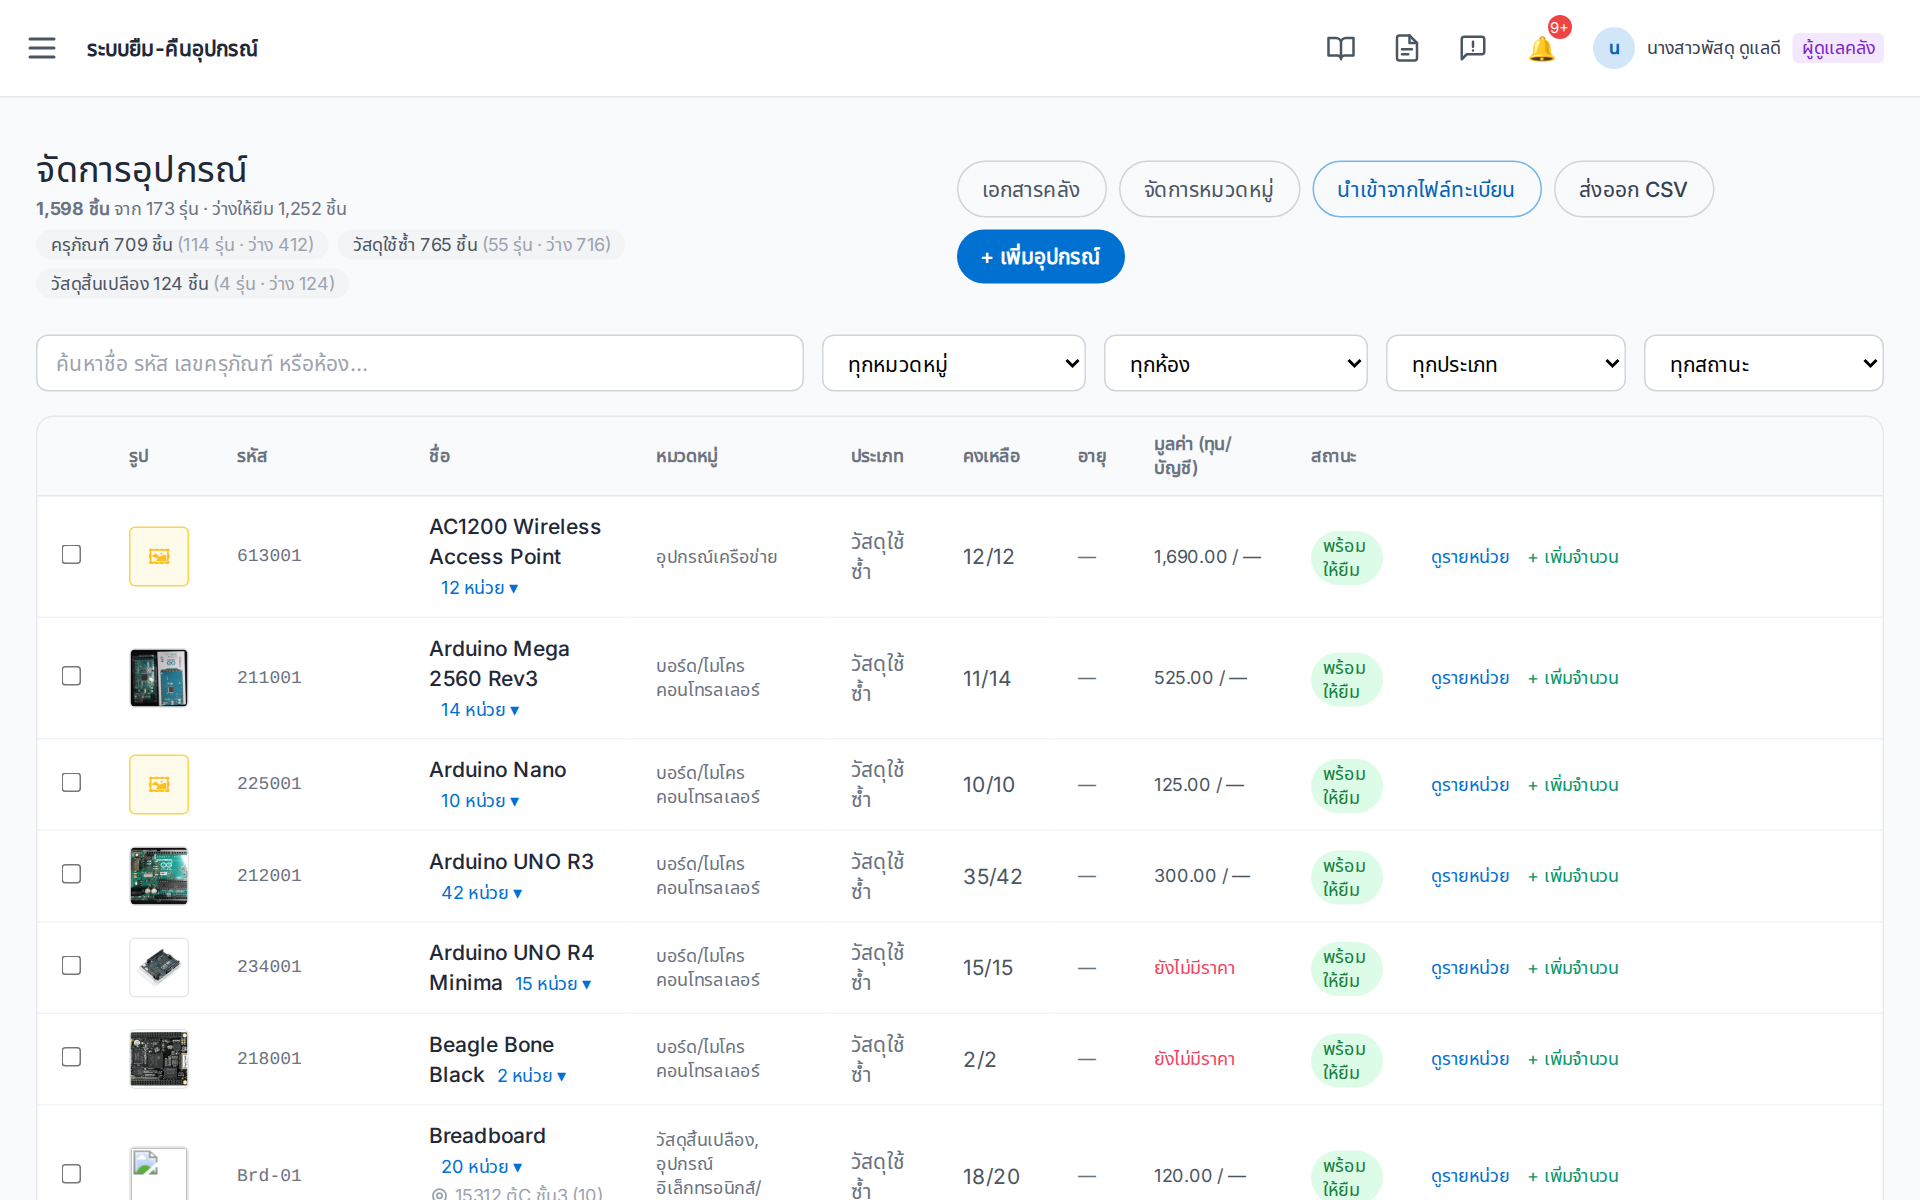 ระบบยืม-คืนอุปกรณ์
9+
น
นางสาวพัสดุ ดูแลดี
ผู้ดูแลคลัง
จัดการอุปกรณ์
1,598 ชิ้น จาก 173 รุ่น · ว่างให้ยืม 1,252 ชิ้น
ครุภัณฑ์ 709 ชิ้น (114 รุ่น · ว่าง 412)
วัสดุใช้ซ้ำ 765 ชิ้น (55 รุ่น · ว่าง 716)
วัสดุสิ้นเปลือง 124 ชิ้น (4 รุ่น · ว่าง 124)
เอกสารคลัง
จัดการหมวดหมู่
นำเข้าจากไฟล์ทะเบียน
ส่งออก CSV
+ เพิ่มอุปกรณ์
ค้นหาชื่อ รหัส เลขครุภัณฑ์ หรือห้อง...
ทุกหมวดหมู่
ทุกห้อง
ทุกประเภท
ทุกสถานะ
รูป
รหัส
ชื่อ
หมวดหมู่
ประเภท
คงเหลือ
อายุ
มูลค่า (ทุน/
บัญชี)
สถานะ
613001
AC1200 Wireless
Access Point
12 หน่วย ▾
อุปกรณ์เครือข่าย
วัสดุใช้
ซ้ำ
12/12
—
1,690.00 / —
พร้อม
ให้ยืม
ดูรายหน่วย
+ เพิ่มจำนวน
211001
Arduino Mega
2560 Rev3
14 หน่วย ▾
บอร์ด/ไมโคร
คอนโทรลเลอร์
วัสดุใช้
ซ้ำ
11/14
—
525.00 / —
พร้อม
ให้ยืม
ดูรายหน่วย
+ เพิ่มจำนวน
225001
Arduino Nano
10 หน่วย ▾
บอร์ด/ไมโคร
คอนโทรลเลอร์
วัสดุใช้
ซ้ำ
10/10
—
125.00 / —
พร้อม
ให้ยืม
ดูรายหน่วย
+ เพิ่มจำนวน
212001
Arduino UNO R3
42 หน่วย ▾
บอร์ด/ไมโคร
คอนโทรลเลอร์
วัสดุใช้
ซ้ำ
35/42
—
300.00 / —
พร้อม
ให้ยืม
ดูรายหน่วย
+ เพิ่มจำนวน
234001
Arduino UNO R4
Minima 15 หน่วย ▾
บอร์ด/ไมโคร
คอนโทรลเลอร์
วัสดุใช้
ซ้ำ
15/15
—
ยังไม่มีราคา
พร้อม
ให้ยืม
ดูรายหน่วย
+ เพิ่มจำนวน
218001
Beagle Bone
Black 2 หน่วย ▾
บอร์ด/ไมโคร
คอนโทรลเลอร์
วัสดุใช้
ซ้ำ
2/2
—
ยังไม่มีราคา
พร้อม
ให้ยืม
ดูรายหน่วย
+ เพิ่มจำนวน
Brd-01
Breadboard
20 หน่วย ▾
15312 ตู้C ชั้น3 (10)
วัสดุสิ้นเปลือง,
อุปกรณ์
อิเล็กทรอนิกส์/
วัสดุใช้
ซ้ำ
18/20
—
120.00 / —
พร้อม
ให้ยืม
ดูรายหน่วย
+ เพิ่มจำนวน